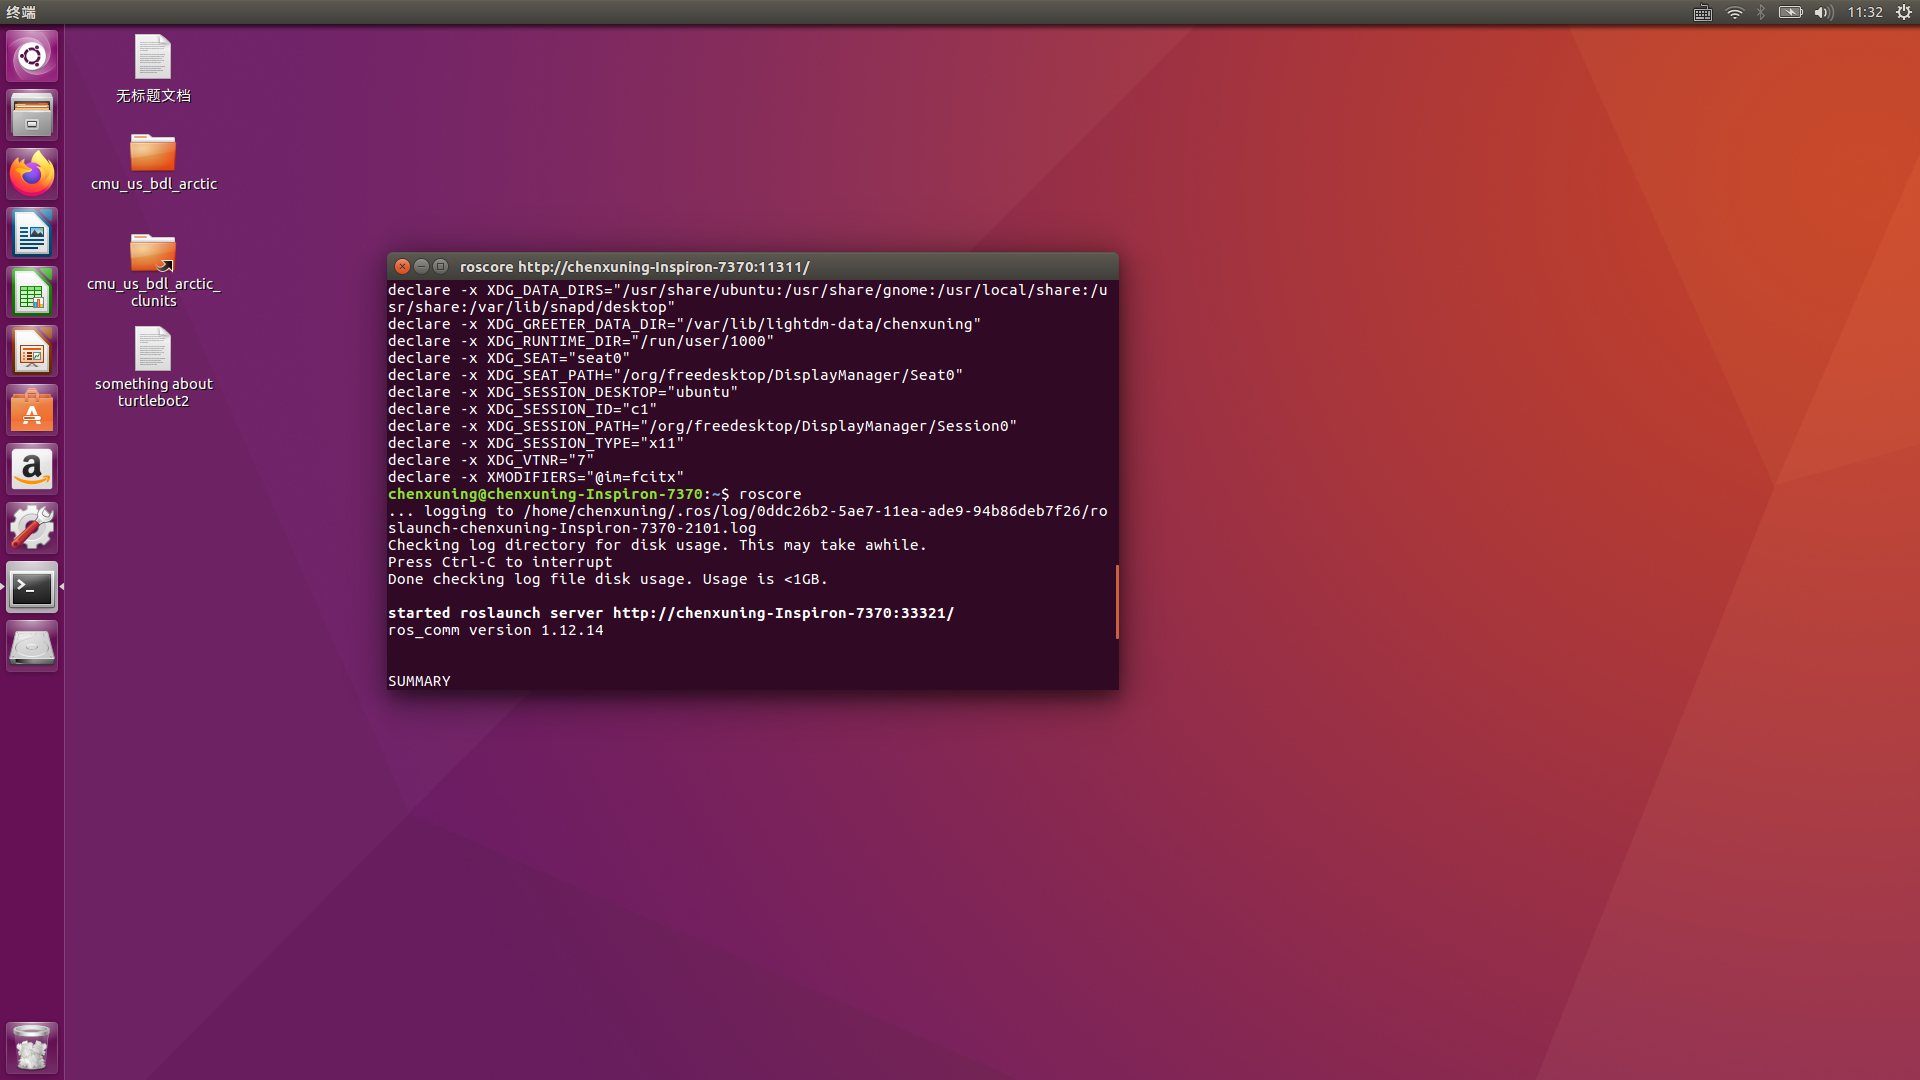 终端
11:32
无标题文档
cmu_us_bdl_arctic
cmu_us_bdl_arctic_
clunits
something about
turtlebot2
roscore http://chenxuning-Inspiron-7370:11311/
declare -x XDG_DATA_DIRS="/usr/share/ubuntu:/usr/share/gnome:/usr/local/share:/u
sr/share:/var/lib/snapd/desktop"
declare -x XDG_GREETER_DATA_DIR="/var/lib/lightdm-data/chenxuning"
declare -x XDG_RUNTIME_DIR="/run/user/1000"
declare -x XDG_SEAT="seat0"
declare -x XDG_SEAT_PATH="/org/freedesktop/DisplayManager/Seat0"
declare -x XDG_SESSION_DESKTOP="ubuntu"
declare -x XDG_SESSION_ID="c1"
declare -x XDG_SESSION_PATH="/org/freedesktop/DisplayManager/Session0"
declare -x XDG_SESSION_TYPE="x11"
declare -x XDG_VTNR="7"
declare -x XMODIFIERS="@im=fcitx"
chenxuning@chenxuning-Inspiron-7370:~$ roscore
... logging to /home/chenxuning/.ros/log/0ddc26b2-5ae7-11ea-ade9-94b86deb7f26/ro
slaunch-chenxuning-Inspiron-7370-2101.log
Checking log directory for disk usage. This may take awhile.
Press Ctrl-C to interrupt
Done checking log file disk usage. Usage is <1GB.
started roslaunch server http://chenxuning-Inspiron-7370:33321/
ros_comm version 1.12.14
SUMMARY